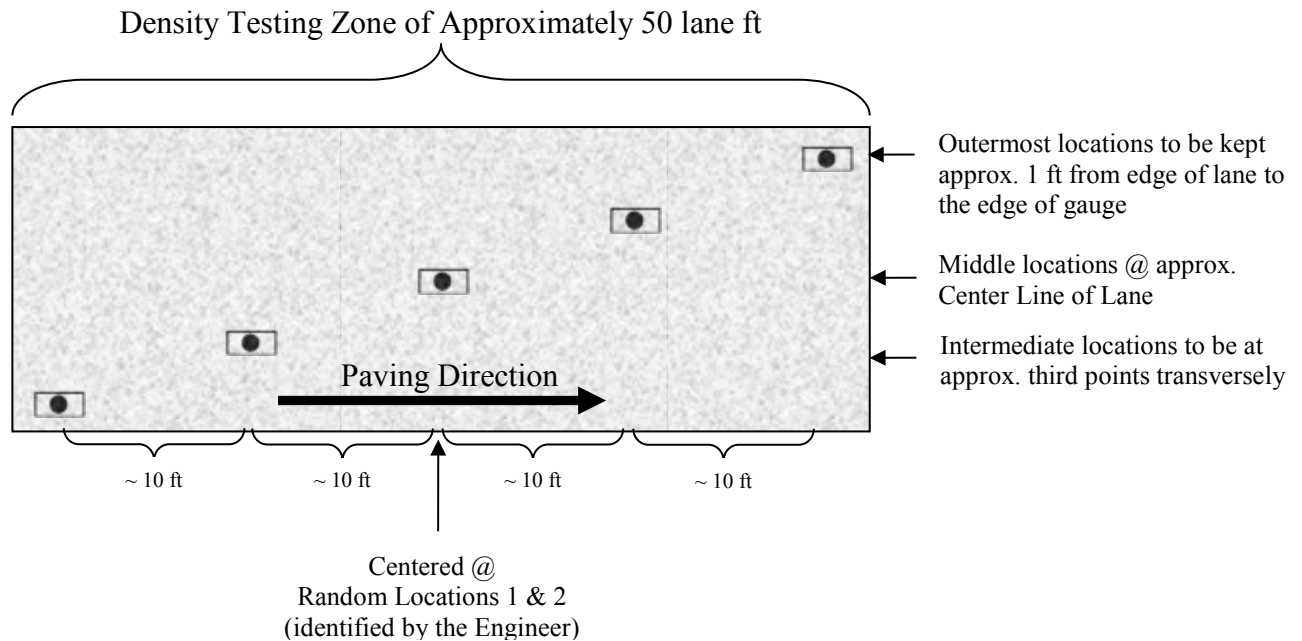 Density Testing Zone of Approximately 50 lane ft
Outermost locations to be kept
approx. 1 ft from edge of lane to
the edge of gauge
Middle locations @ approx.
Center Line of Lane
Intermediate locations to be at
approx. third points transversely
Paving Direction
~ 10 ft
~ 10 ft
~ 10 ft
~ 10 ft
Centered @
Random Locations 1 & 2
(identified by the Engineer)